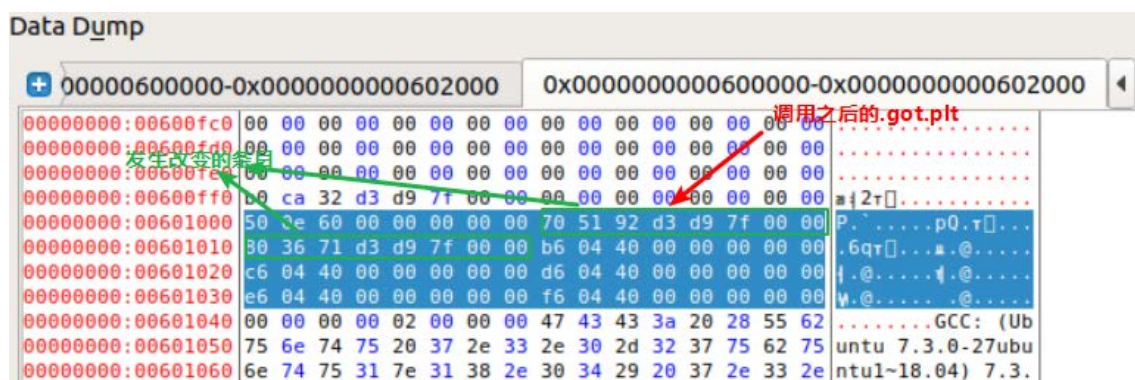 Data Dump
00000600000-0x0000000000602000 0x0000000000600000-0x0000000000602000
调用之后的.got.plt
发生改变的条目
00000000:00600fc0 00 00 00 00 00 00 00 00 00 00 00 00 00 00 00 00 ................
00000000:00600fd0 00 00 00 00 00 00 00 00 00 00 00 00 00 00 00 00 ................
00000000:00600fe0 00 00 00 00 00 00 00 00 00 00 00 00 00 00 00 00 ................
00000000:00600ff0 b0 ca 32 d3 d9 7f 00 00 00 00 00 00 00 00 00 00
00000000:00601000 50 0e 60 00 00 00 00 00 70 51 92 d3 d9 7f 00 00
00000000:00601010 36 71 d3 d9 7f 00 00 b6 04 40 00 00 00 00 00
00000000:00601020 c6 04 40 00 00 00 00 00 d6 04 40 00 00 00 00 00
00000000:00601030 e6 04 40 00 00 00 00 00 f6 04 40 00 00 00 00 00
00000000:00601040 00 00 00 00 02 00 00 00 47 43 43 3a 20 28 55 62 ........GCC: (Ub
00000000:00601050 75 6e 74 75 20 37 2e 33 2e 30 2d 32 37 75 62 75 untu 7.3.0-27ubu
00000000:00601060 6e 74 75 31 7e 31 38 2e 30 34 29 20 37 2e 33 2e ntu1~18.04) 7.3.